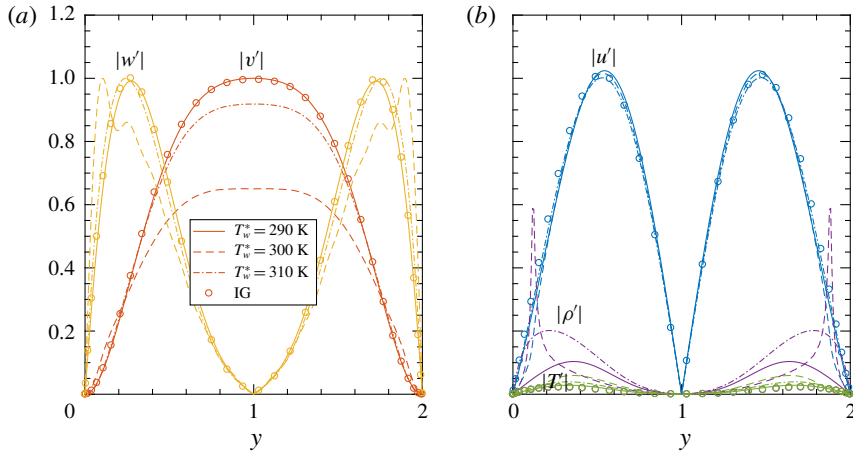 (a)
1.2
1.0
0.8
0.6
0.4
0.2
0
1
2
y
|w′|
|v′|
T*w = 290 K
T*w = 300 K
T*w = 310 K
IG
(b)
|u′|
|ρ′|
|T′|
0
1
2
y